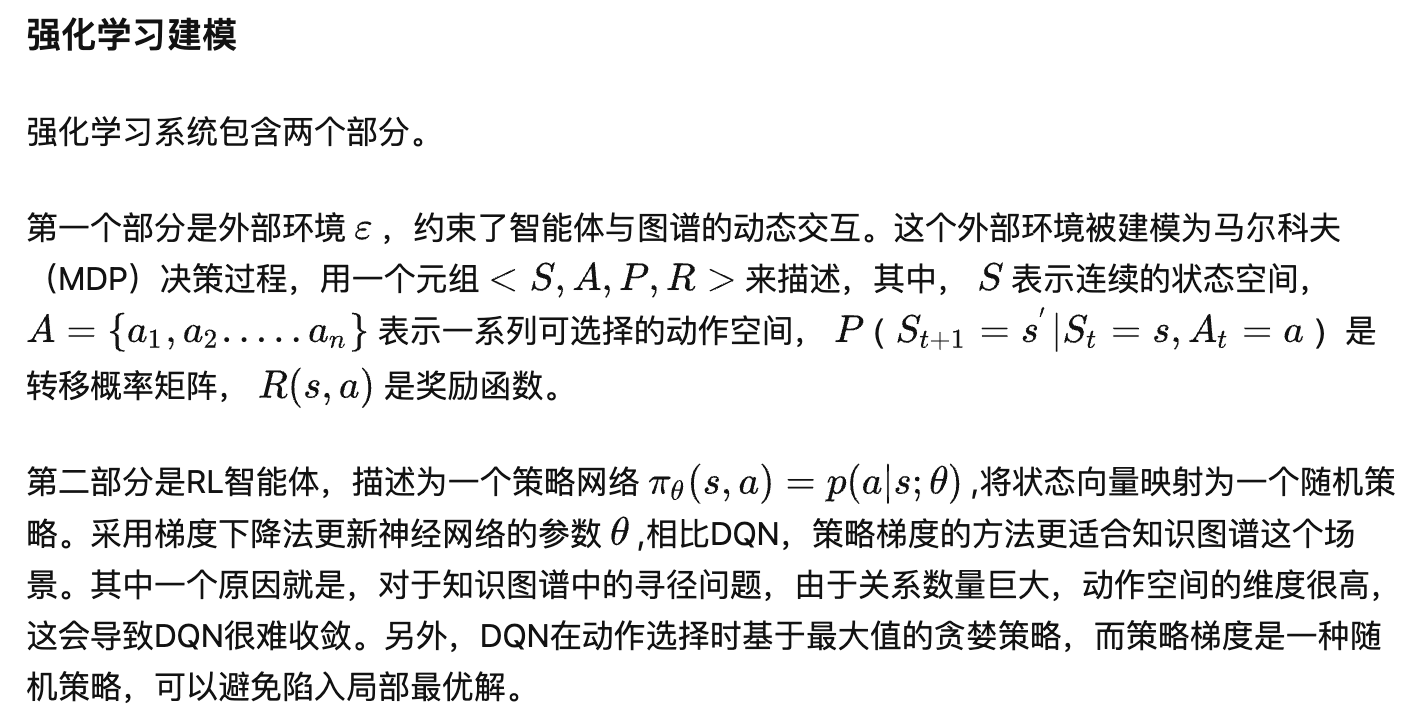 强化学习建模
强化学习系统包含两个部分。
第一个部分是外部环境 ε ，约束了智能体与图谱的动态交互。这个外部环境被建模为马尔科夫
（MDP）决策过程，用一个元组 < S, A, P, R > 来描述，其中， S 表示连续的状态空间，
A = {a₁, a₂.....aₙ} 表示一系列可选择的动作空间， P ( Sₜ₊₁ = s′|Sₜ = s, Aₜ = a ）是
转移概率矩阵， R(s, a) 是奖励函数。
第二部分是RL智能体，描述为一个策略网络 π_θ(s, a) = p(a|s; θ) ,将状态向量映射为一个随机策
略。采用梯度下降法更新神经网络的参数 θ ,相比DQN，策略梯度的方法更适合知识图谱这个场
景。其中一个原因就是，对于知识图谱中的寻径问题，由于关系数量巨大，动作空间的维度很高，
这会导致DQN很难收敛。另外，DQN在动作选择时基于最大值的贪婪策略，而策略梯度是一种随
机策略，可以避免陷入局部最优解。